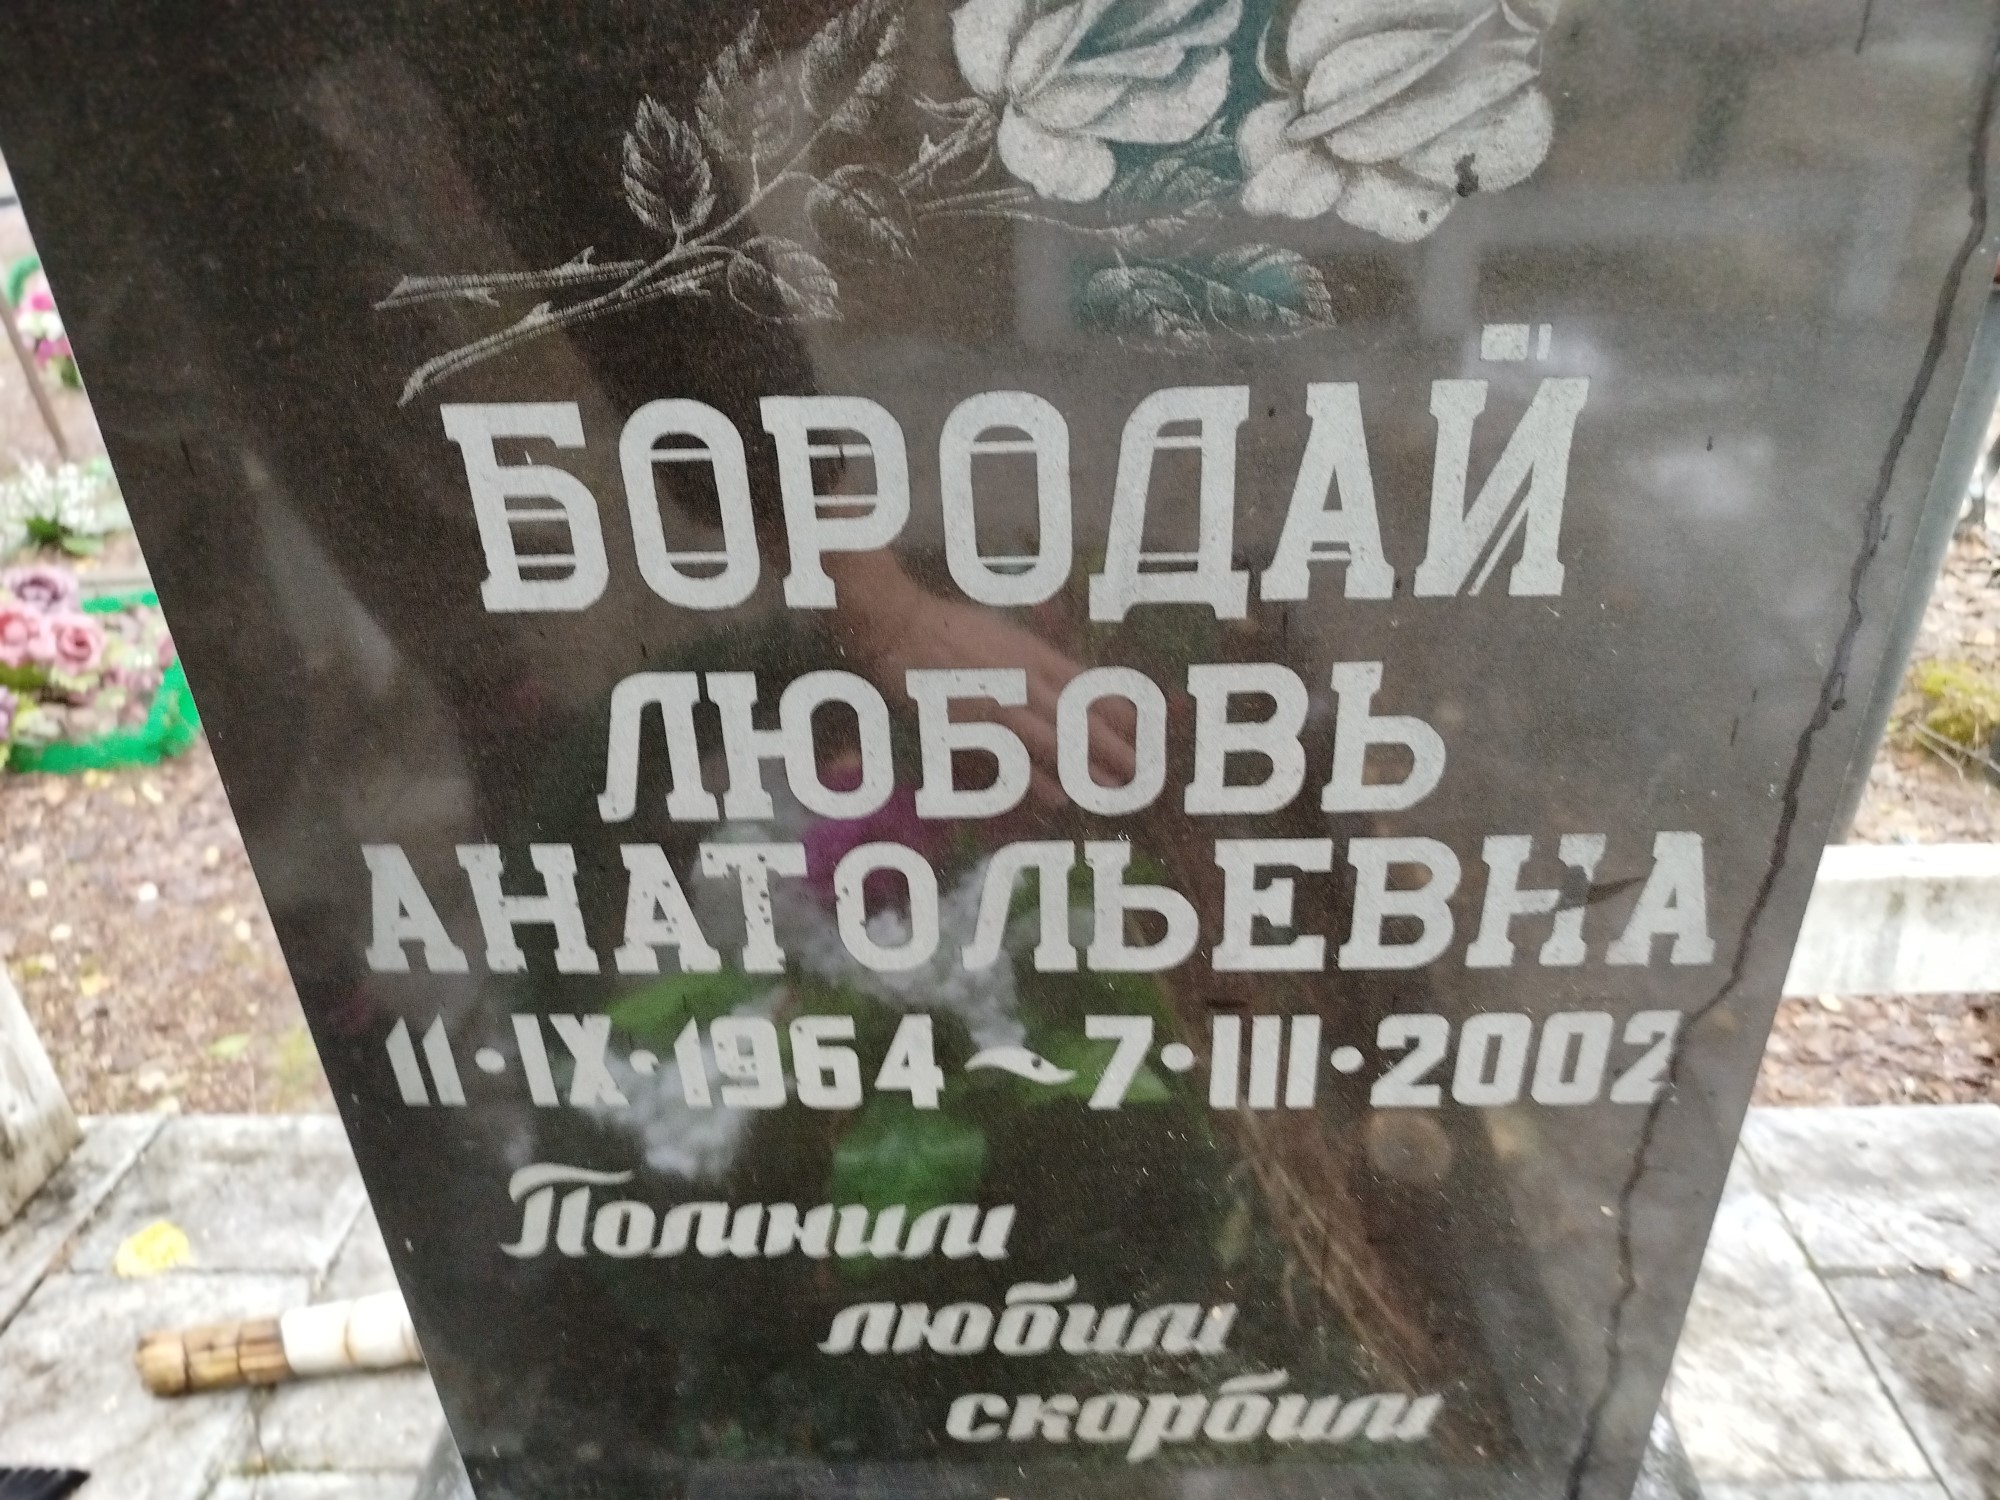 БОРОДАЙ
ЛЮБОВЬ
АНАТОЛЬЕВНА
11•IX•1964~7•III•2002
Помним
любим
скорбим